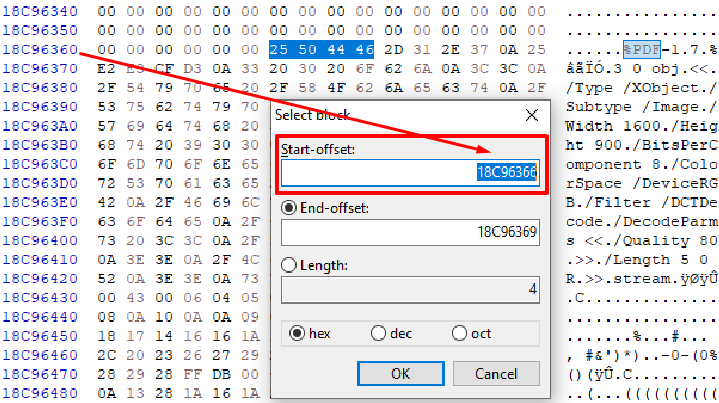 18C96340 00 00 00 00 00 00 00 00 00 00 00 00 00 00 00 00 ................
18C96350 00 00 00 00 00 00 00 00 00 00 00 00 00 00 00 00 ................
18C96360 00 00 00 00 00 00 25 50 44 46 2D 31 2E 37 0A 25 ......%PDF-1.7.%
18C96370 E2 E3 CF D3 0A 33 20 30 20 6F 62 6A 0A 3C 3C 0A âãÏÓ.3 0 obj.<<.
18C96380 2F 54 79 70 65 20 2F 58 4F 62 6A 65 63 74 0A 2F /Type /XObject./
18C96390 53 75 62 74 79 70 Subtype /Image./
18C963A0 57 69 64 74 68 20 Width 1600./Heig
18C963B0 68 74 20 39 30 30 ht 900./BitsPerC
18C963C0 6F 6D 70 6F 6E 65 omponent 8./Colo
18C963D0 72 53 70 61 63 65 rSpace /DeviceRG
18C963E0 42 0A 2F 46 69 6C B./Filter /DCTDe
18C963F0 63 6F 64 65 0A 2F code./DecodeParm
18C96400 73 20 3C 3C 0A 2F s <<./Quality 80
18C96410 0A 3E 3E 0A 2F 4C .>>./Length 5 0
18C96420 52 0A 3E 3E 0A 73 R.>>.stream.ÿØÿÛ
18C96430 00 43 00 06 04 05 .C..............
18C96440 08 0A 10 0A 0A 09 ................
18C96450 18 17 14 16 16 1A .......%...#...
18C96460 2C 20 23 26 27 29 , #&')*)..-0-(0%
18C96470 28 29 28 FF DB 00 ()(ÿÛ.C.........
18C96480 0A 13 28 1A 16 1A ..(...((((((((((
Select block
Start-offset:
18C96366
End-offset:
18C96369
Length:
4
hex dec oct
OK Cancel